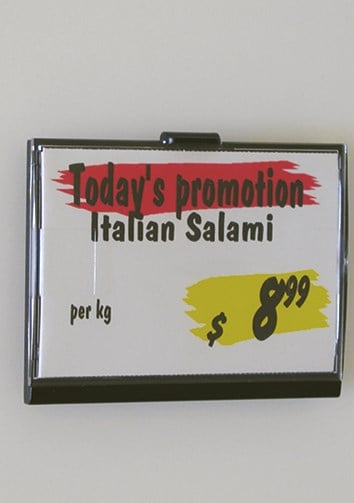 Today's promotion
Italian Salami
per kg
$ 8.99